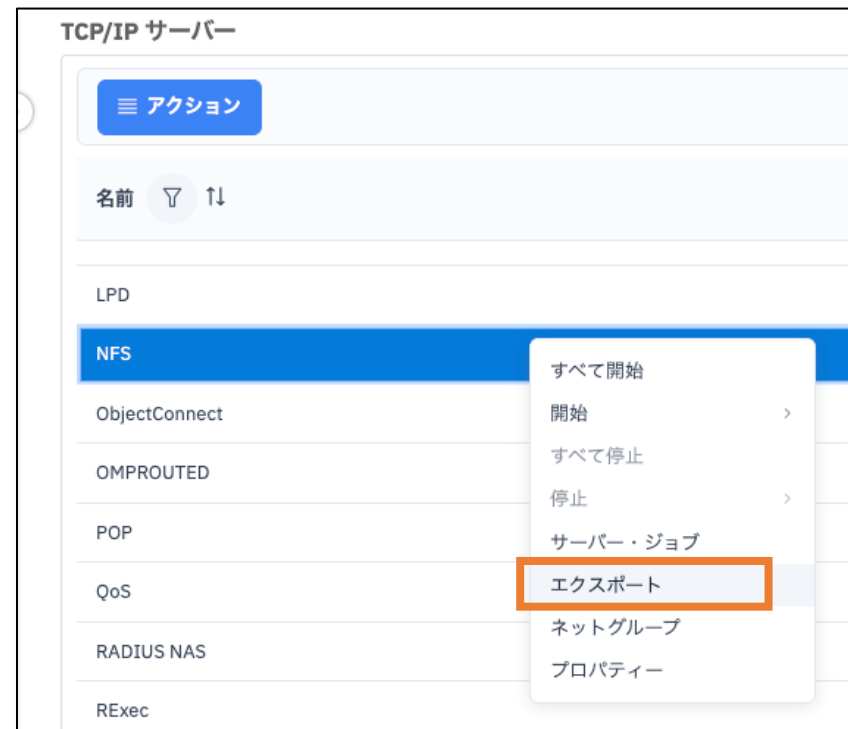 TCP/IP サーバー
アクション
名前
LPD
NFS
すべて開始
ObjectConnect
開始
すべて停止
OMPROUTED
停止
POP
サーバー・ジョブ
エクスポート
QoS
ネットグループ
RADIUS NAS
プロパティー
RExec